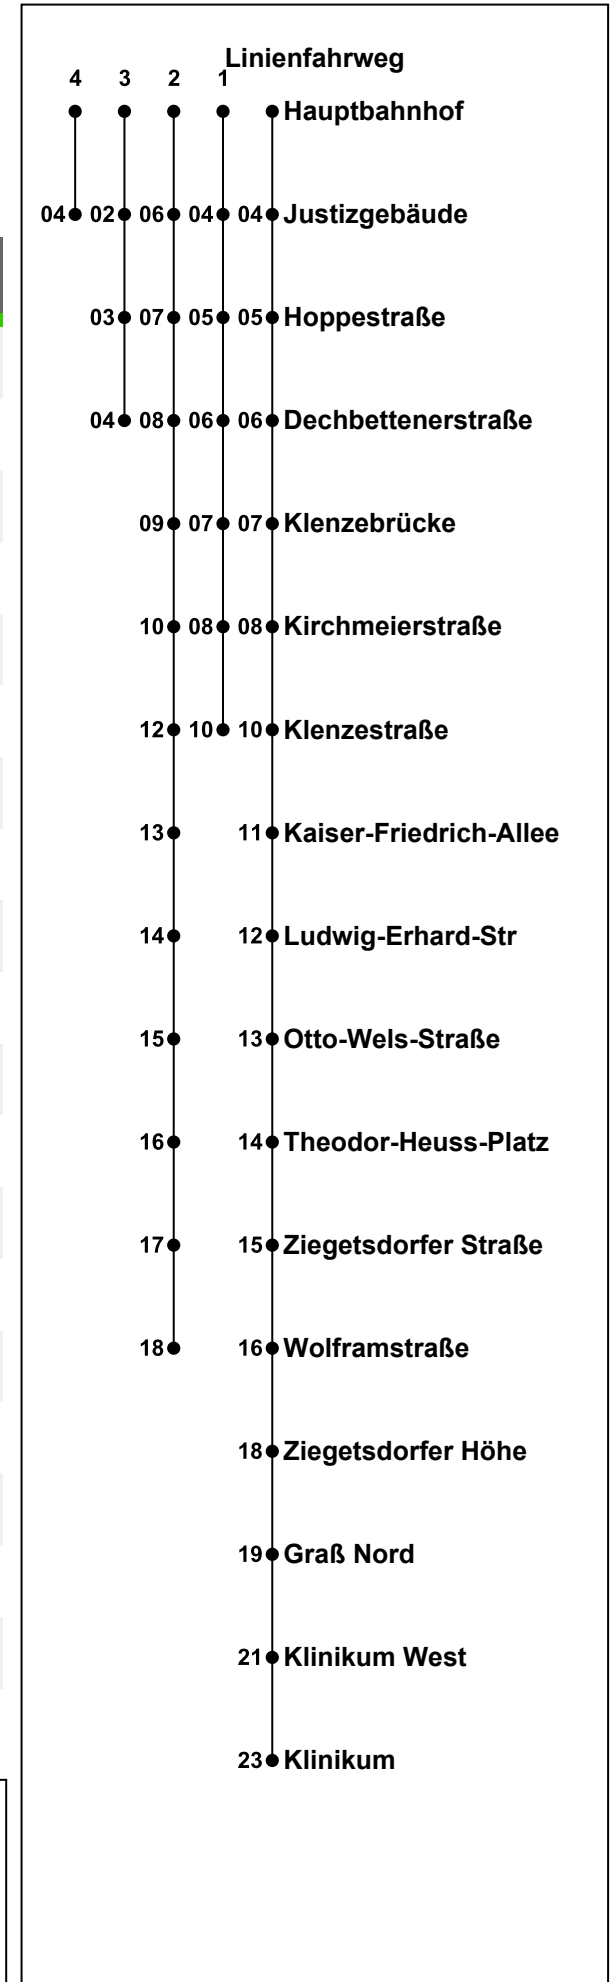 Linienfahrweg
4 3 2 1
Hauptbahnhof
04 02 06 04 04 Justizgebäude
03 07 05 05 Hoppestraße
04 08 06 06 Dechbettenerstraße
09 07 07 Klenzebrücke
10 08 08 Kirchmeierstraße
12 10 10 Klenzestraße
13 11 Kaiser-Friedrich-Allee
14 12 Ludwig-Erhard-Str
15 13 Otto-Wels-Straße
16 14 Theodor-Heuss-Platz
17 15 Ziegetsdorfer Straße
18 16 Wolframstraße
18 Ziegetsdorfer Höhe
19 Graß Nord
21 Klinikum West
23 Klinikum